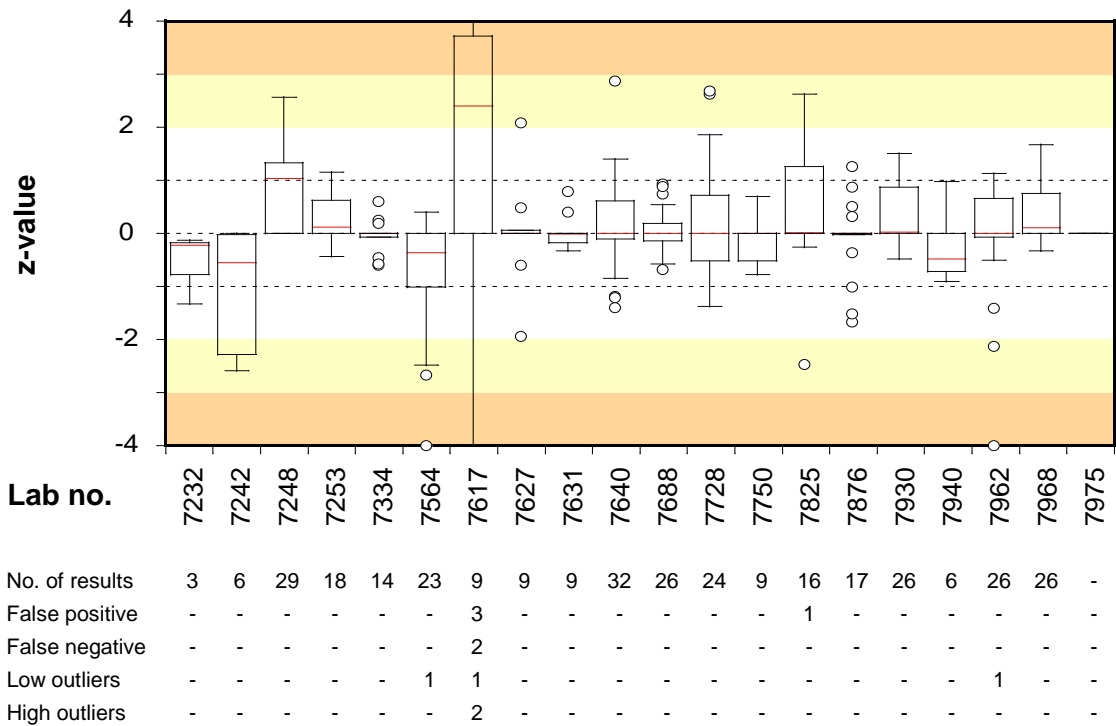 4
2
z-value
0
-2
-4
Lab no. 7232 7242 7248 7253 7334 7564 7617 7627 7631 7640 7688 7728 7750 7825 7876 7930 7940 7962 7968 7975
No. of results 3 6 29 18 14 23 9 9 9 32 26 24 9 16 17 26 6 26 26 -
False positive - - - - - - 3 - - - - - - 1 - - - - - -
False negative - - - - - - 2 - - - - - - - - - - - - -
Low outliers - - - - - 1 1 - - - - - - - - - - 1 - -
High outliers - - - - - - 2 - - - - - - - - - - - - -